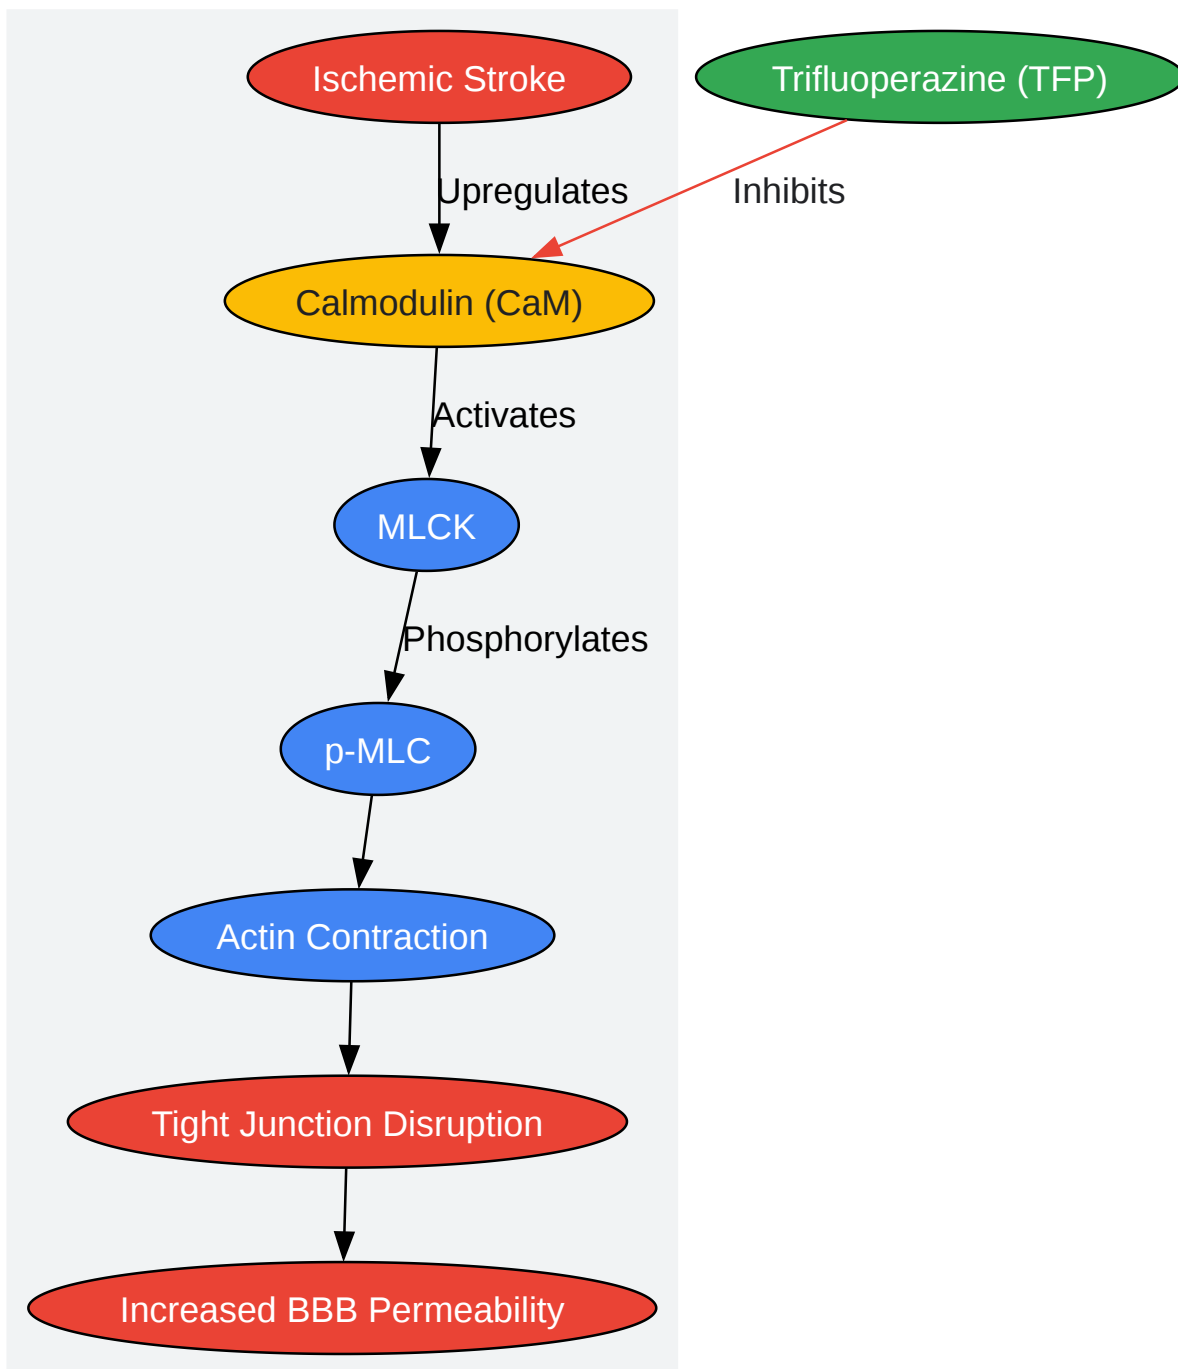 Ischemic Stroke
Trifluoperazine (TFP)
Upregulates
Inhibits
Calmodulin (CaM)
Activates
MLCK
Phosphorylates
p-MLC
Actin Contraction
Tight Junction Disruption
Increased BBB Permeability